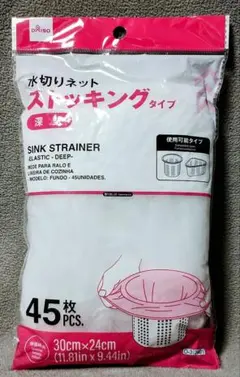 DAISO
水切りネット
ストッキングタイプ
深型
使用可能タイプ
SINK STRAINER
-ELASTIC - DEEP-
REDE PARA RALO E
LIXEIRA DE COZINHA
(MODELO: FUNDO - 45UNIDADES)
45枚
PCS.
30cm×24cm
(11.81in x 9.44in)